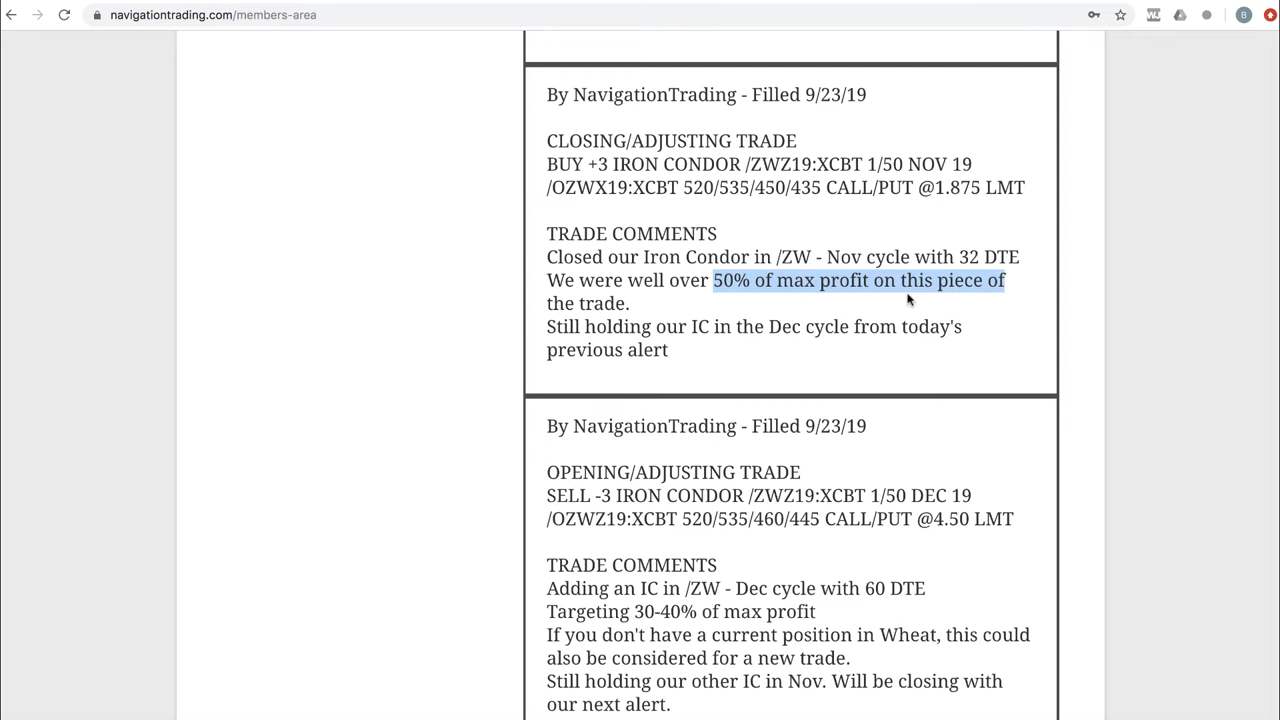 navigationtrading.com/members-area
By NavigationTrading - Filled 9/23/19
CLOSING/ADJUSTING TRADE
BUY +3 IRON CONDOR /ZWZ19:XCBT 1/50 NOV 19
/OZWX19:XCBT 520/535/450/435 CALL/PUT @1.875 LMT
TRADE COMMENTS
Closed our Iron Condor in /ZW - Nov cycle with 32 DTE
We were well over 50% of max profit on this piece of
the trade.
Still holding our IC in the Dec cycle from today's
previous alert
By NavigationTrading - Filled 9/23/19
OPENING/ADJUSTING TRADE
SELL -3 IRON CONDOR /ZWZ19:XCBT 1/50 DEC 19
/OZWZ19:XCBT 520/535/460/445 CALL/PUT @4.50 LMT
TRADE COMMENTS
Adding an IC in /ZW - Dec cycle with 60 DTE
Targeting 30-40% of max profit
If you don't have a current position in Wheat, this could
also be considered for a new trade.
Still holding our other IC in Nov. Will be closing with
our next alert.